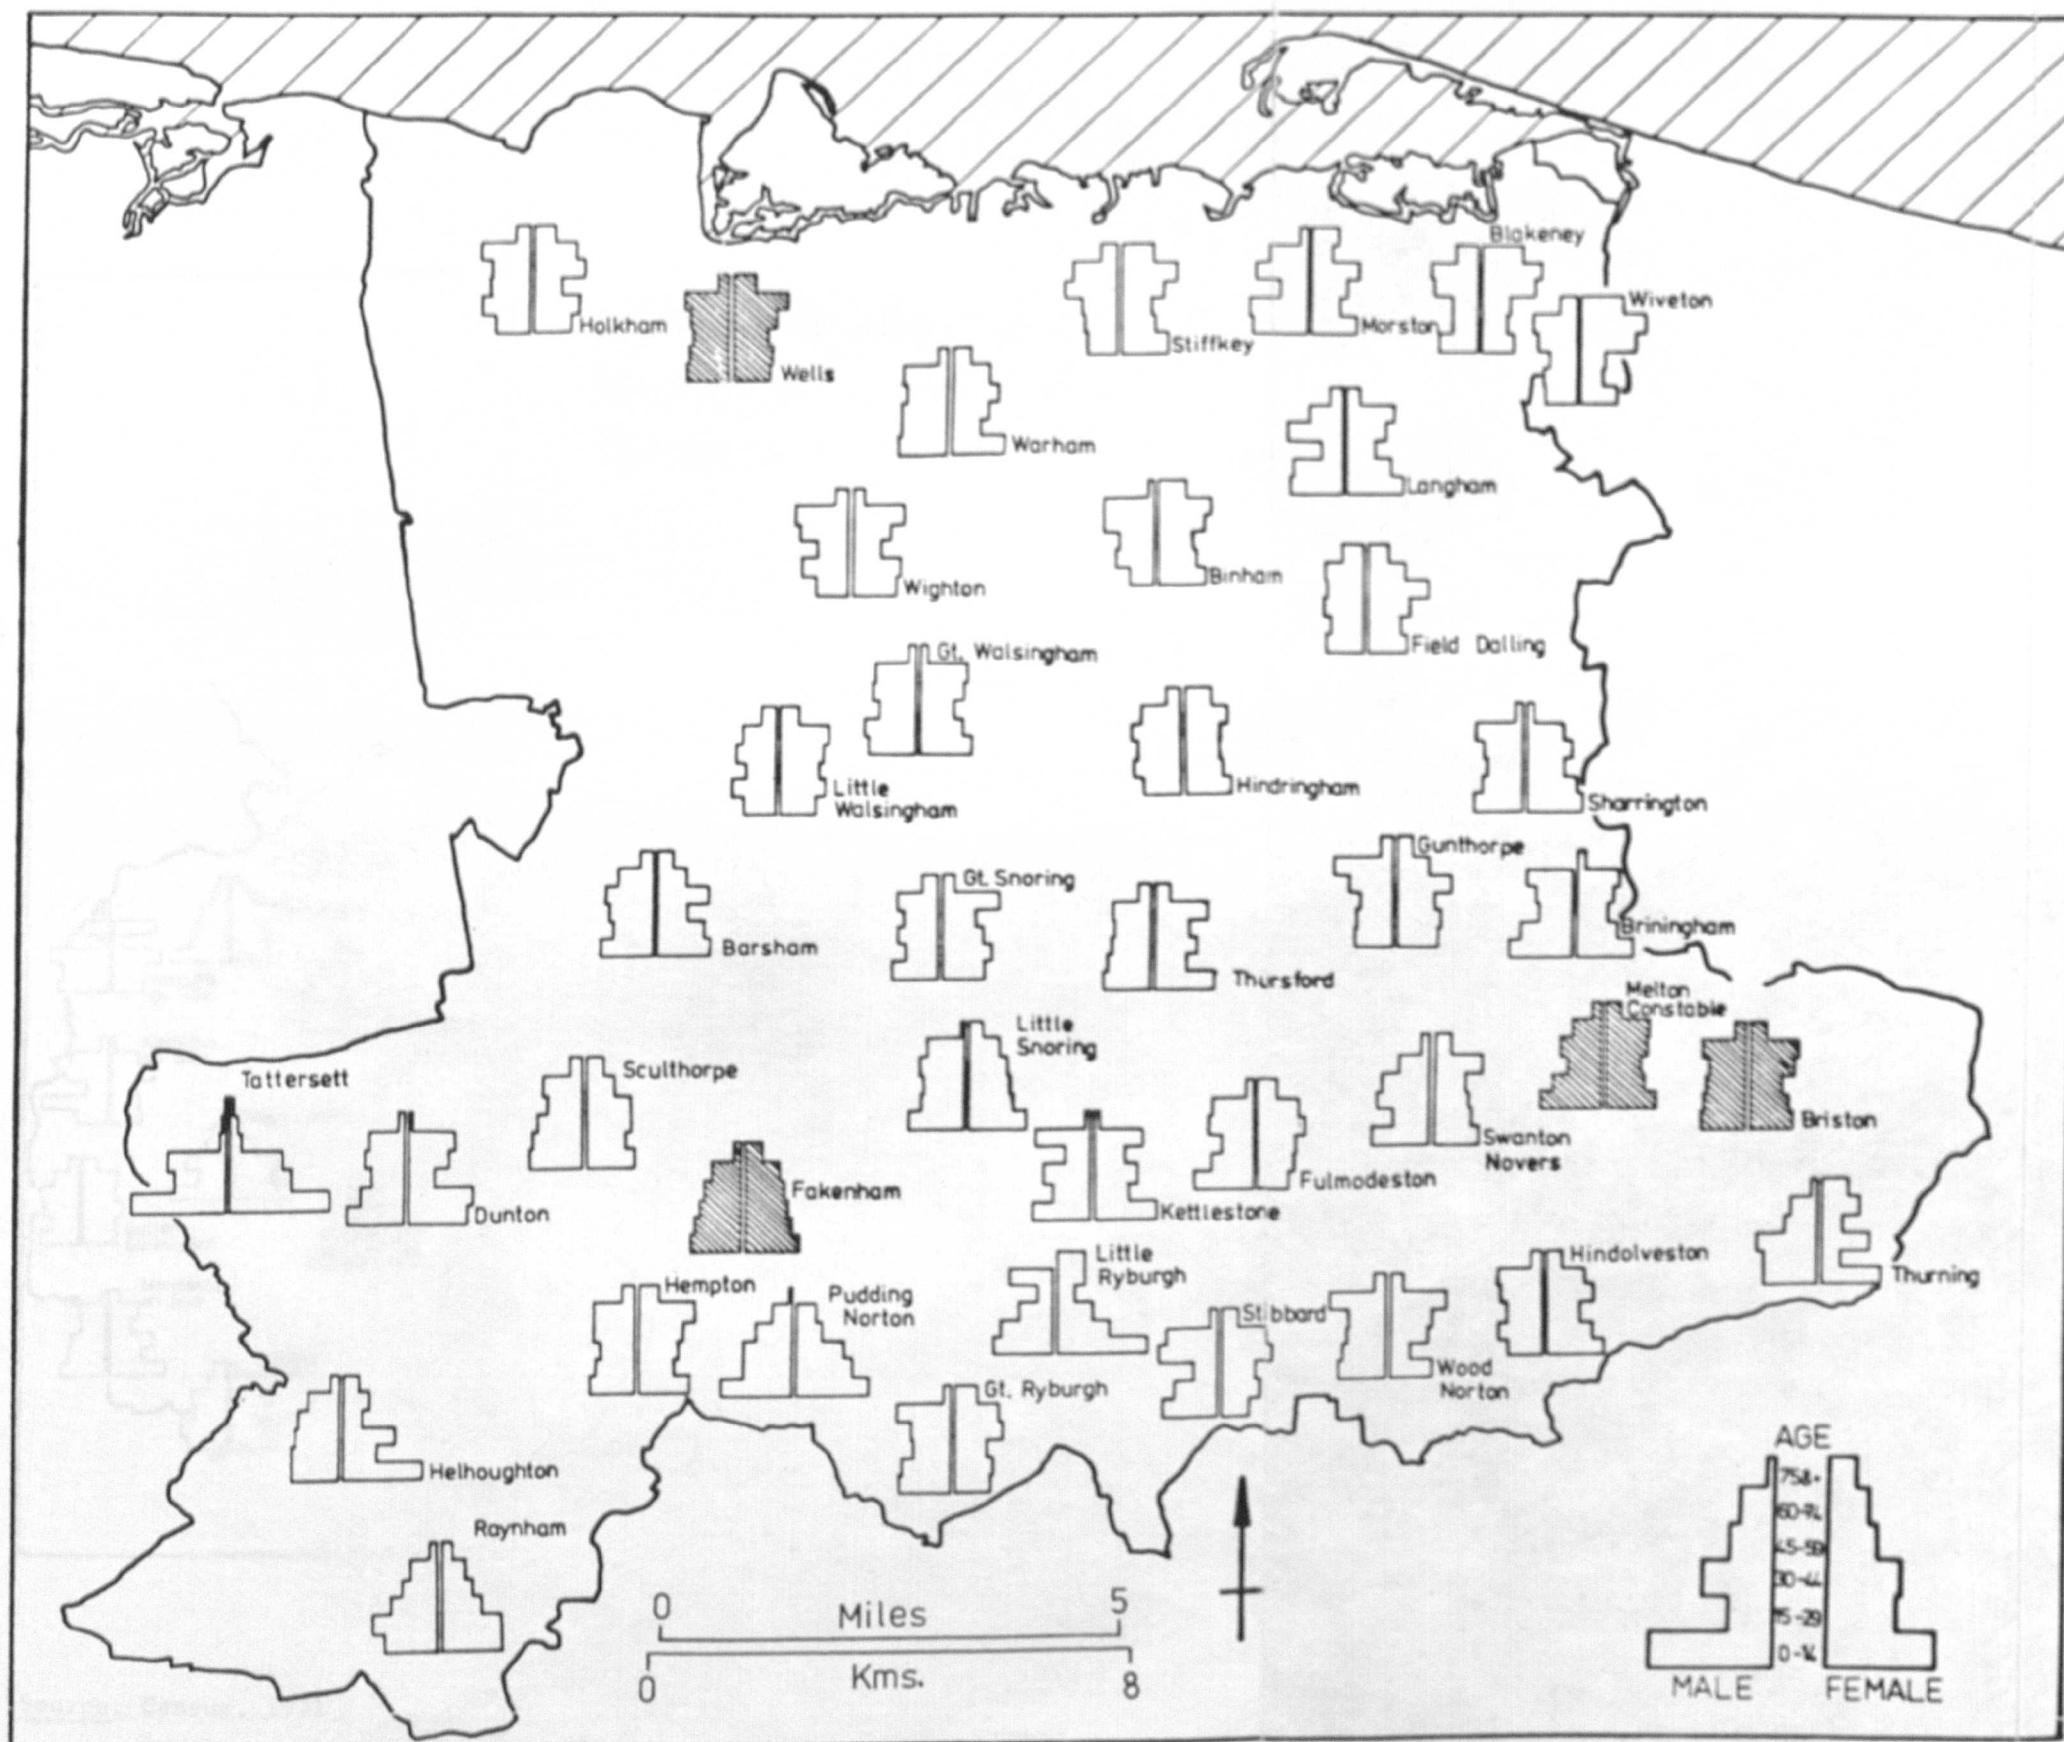 Blakeney
Wiveton
Holkham
Morston
Stiffkey
Wells
Warham
Langham
Binham
Wighton
Field Dalling
Gt. Walsingham
Hindringham
Little
Walsingham
Sharrington
Gunthorpe
Gt. Snoring
Briningham
Barsham
Thursford
Melton
Constable
Little
Snoring
Sculthorpe
Tattersett
Briston
Swanton
Novers
Fulmodeston
Fakenham
Kettlestone
Dunton
Little
Ryburgh
Hindolveston
Thurning
Hempton
Pudding
Norton
Stibbard
Wood
Norton
Gt. Ryburgh
Helhoughton
Raynham
AGE
75&+
60-74
45-59
30-44
15-29
0-14
MALE FEMALE
0 Miles 5
Kms.
0 8
Source: Census,